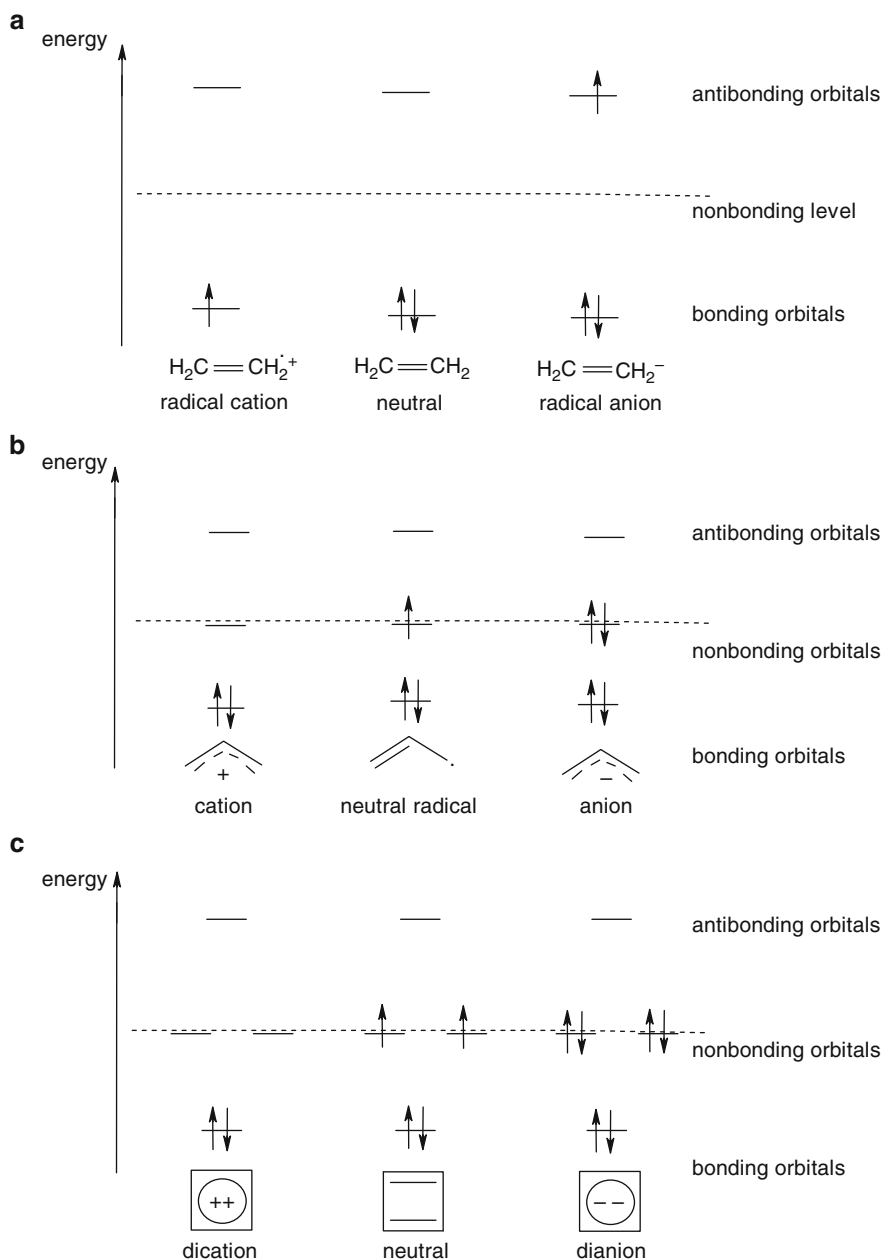 a
energy
antibonding orbitals
nonbonding level
bonding orbitals
H₂C=CH₂·+ H₂C=CH₂ H₂C=CH₂−
radical cation neutral radical anion
b
energy
antibonding orbitals
nonbonding orbitals
bonding orbitals
+ · −
cation neutral radical anion
c
energy
antibonding orbitals
nonbonding orbitals
bonding orbitals
++ − −
dication neutral dianion